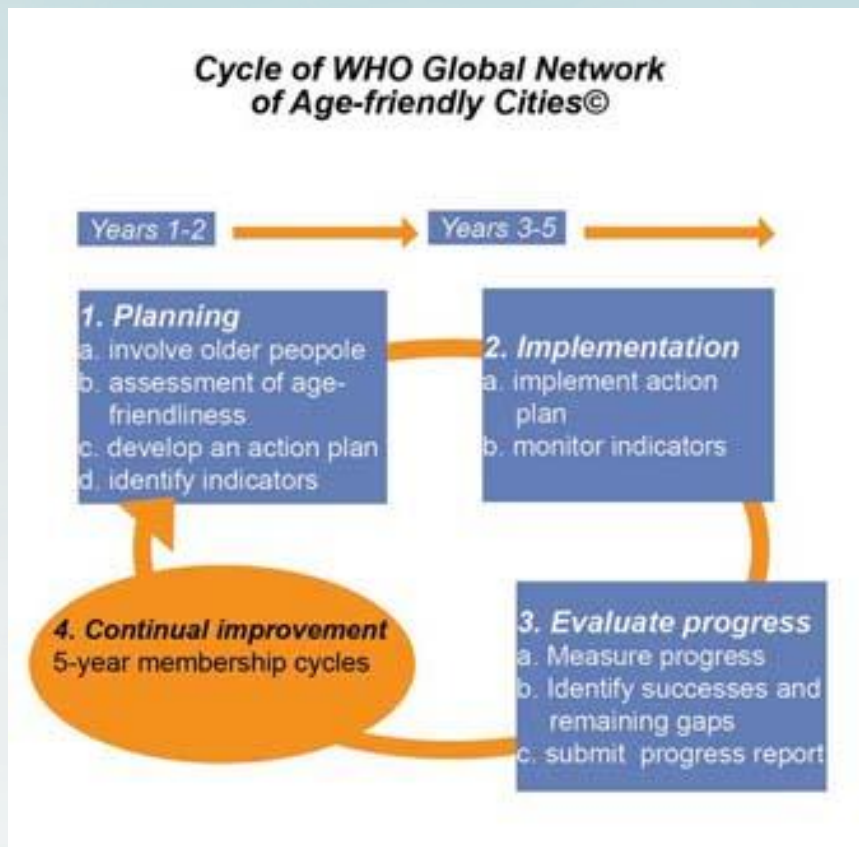 Cycle of WHO Global Network
of Age-friendly Cities©
Years 1-2
Years 3-5
1. Planning
a. involve older peopole
b. assessment of age-
friendliness
c. develop an action plan
d. identify indicators
2. Implementation
a. implement action
plan
b. monitor indicators
3. Evaluate progress
a. Measure progress
b. Identify successes and
remaining gaps
c. submit progress report
4. Continual improvement
5-year membership cycles